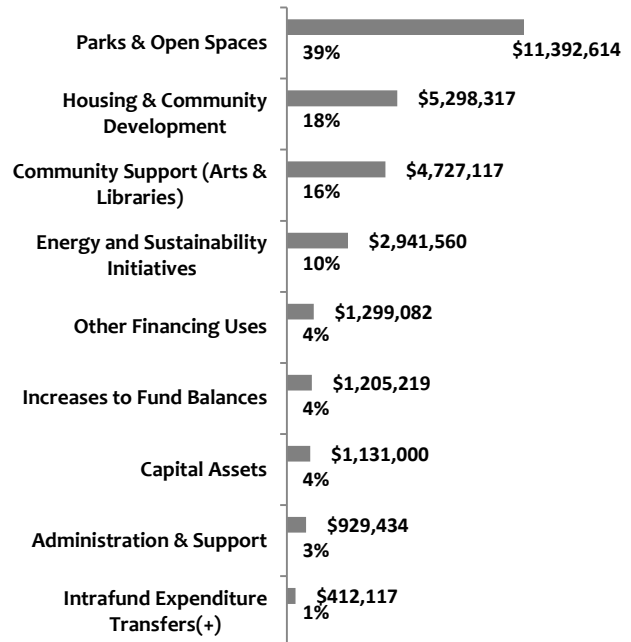 Parks & Open Spaces
$11,392,614
39%
Housing & Community
Development
$5,298,317
18%
Community Support (Arts &
Libraries)
$4,727,117
16%
Energy and Sustainability
Initiatives
$2,941,560
10%
Other Financing Uses
$1,299,082
4%
Increases to Fund Balances
$1,205,219
4%
Capital Assets
$1,131,000
4%
Administration & Support
$929,434
3%
Intrafund Expenditure
Transfers(+)
$412,117
1%